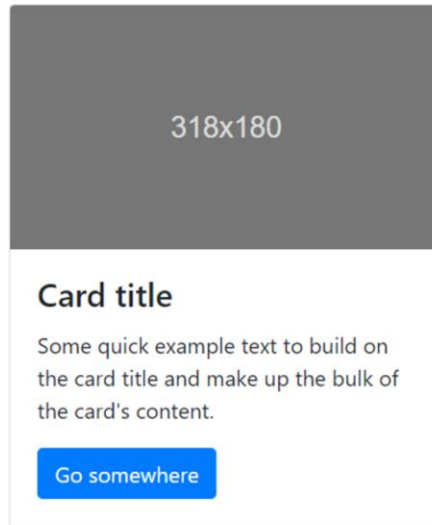 318x180
Card title
Some quick example text to build on
the card title and make up the bulk of
the card's content.
Go somewhere